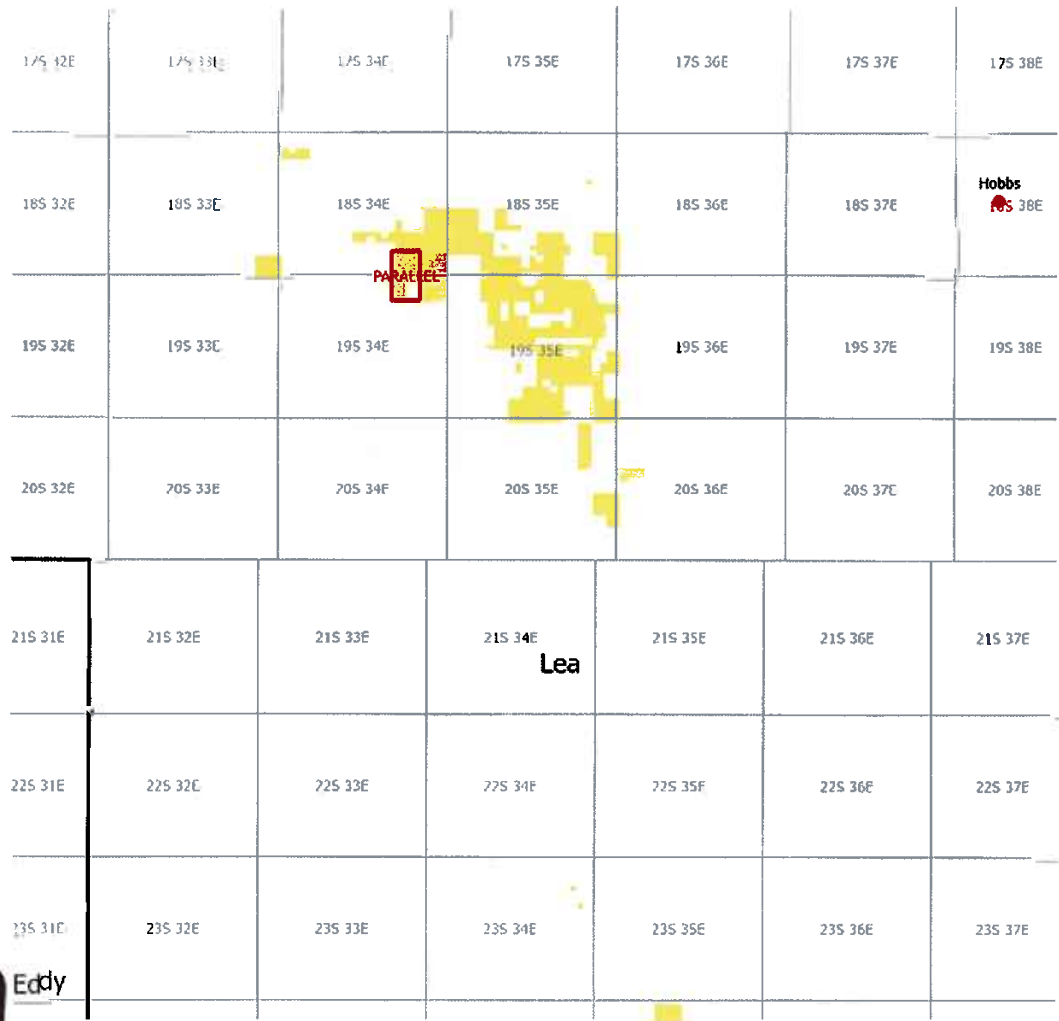 17S 32E 17S 33E 17S 34E 17S 35E 17S 36E 17S 37E 17S 38E
Hobbs
18S 32E 18S 33E 18S 34E 18S 35E 18S 36E 18S 37E 18S 38E
PARALLEL
19S 32E 19S 33E 19S 34E 19S 35E 19S 36E 19S 37E 19S 38E
20S 32E 20S 33E 20S 34E 20S 35E 20S 36E 20S 37E 20S 38E
21S 31E 21S 32E 21S 33E 21S 34E 21S 35E 21S 36E 21S 37E
Lea
22S 31E 22S 32E 22S 33E 22S 34E 22S 35E 22S 36E 22S 37E
23S 31E 23S 32E 23S 33E 23S 34E 23S 35E 23S 36E 23S 37E
Eddy